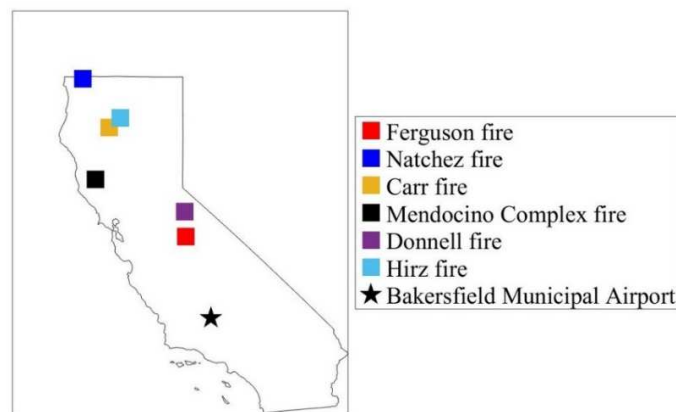 Ferguson fire
Natchez fire
Carr fire
Mendocino Complex fire
Donnell fire
Hirz fire
Bakersfield Municipal Airport